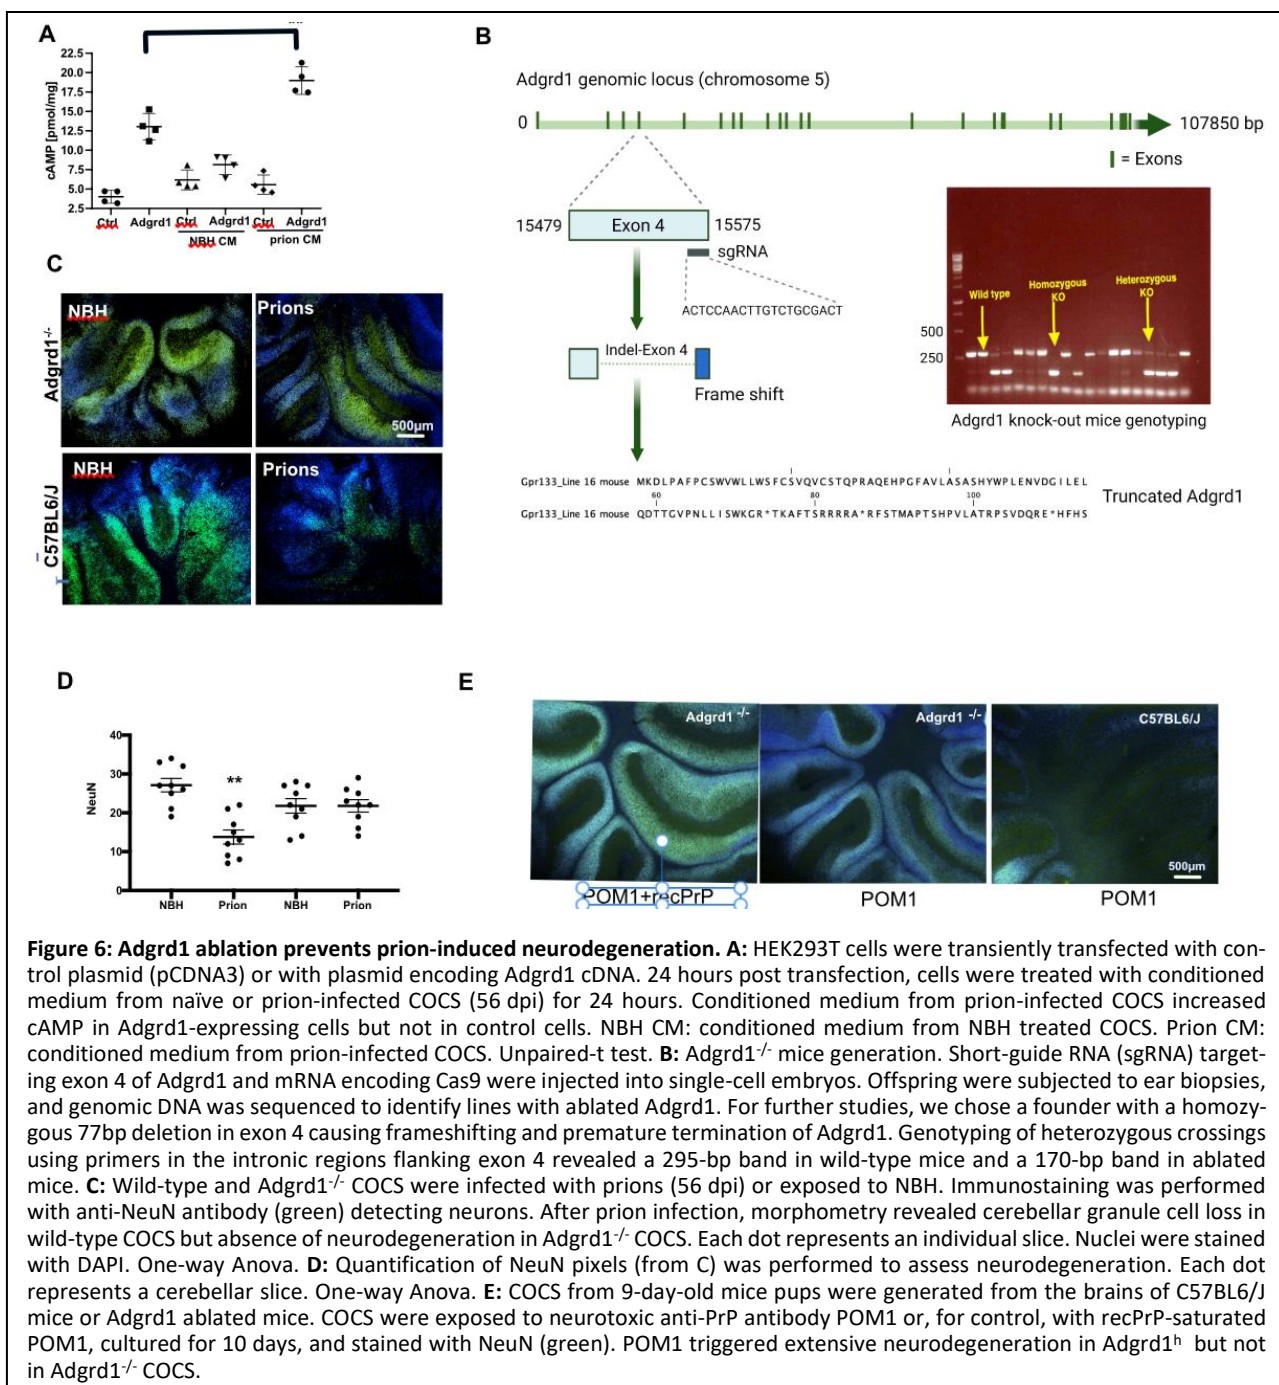 A
cAMP [pmol/mg]
22.5
20.0
17.5
15.0
12.5
10.0
7.5
5.0
2.5
Ctrl Adgrd1 Ctrl Adgrd1 Ctrl Adgrd1
NBH CM prion CM
B
Adgrd1 genomic locus (chromosome 5)
0 107850 bp
= Exons
15479 Exon 4 15575
sgRNA
ACTCCAACTTGTCTGCGACT
Indel-Exon 4
Frame shift
Wild type Homozygous KO Heterozygous KO
500
250
Adgrd1 knock-out mice genotyping
Gpr133_Line 16 mouse MKDLPAFPCSWVWLLWSFCSVQVCSTQPRAQEHPGFAVLASASHYWPLENVDGILEL
60 80 100
Gpr133_Line 16 mouse QDTTGVPNLLISWKGR*TKAFTSRRRRA*RFSTMAPTSHPVLATRPSVDQRE*HFHS
Truncated Adgrd1
C
NBH Prions
Adgrd1-/-
500µm
NBH Prions
C57BL6/J
D
NeuN
40
30
20
10
0
**
NBH Prion NBH Prion
E
Adgrd1 -/- Adgrd1 -/- C57BL6/J
500µm
POM1+recPrP POM1 POM1
Figure 6: Adgrd1 ablation prevents prion-induced neurodegeneration. A: HEK293T cells were transiently transfected with con-
trol plasmid (pCDNA3) or with plasmid encoding Adgrd1 cDNA. 24 hours post transfection, cells were treated with conditioned
medium from naïve or prion-infected COCS (56 dpi) for 24 hours. Conditioned medium from prion-infected COCS increased
cAMP in Adgrd1-expressing cells but not in control cells. NBH CM: conditioned medium from NBH treated COCS. Prion CM:
conditioned medium from prion-infected COCS. Unpaired-t test. B: Adgrd1-/- mice generation. Short-guide RNA (sgRNA) target-
ing exon 4 of Adgrd1 and mRNA encoding Cas9 were injected into single-cell embryos. Offspring were subjected to ear biopsies,
and genomic DNA was sequenced to identify lines with ablated Adgrd1. For further studies, we chose a founder with a homozy-
gous 77bp deletion in exon 4 causing frameshifting and premature termination of Adgrd1. Genotyping of heterozygous crossings
using primers in the intronic regions flanking exon 4 revealed a 295-bp band in wild-type mice and a 170-bp band in ablated
mice. C: Wild-type and Adgrd1-/- COCS were infected with prions (56 dpi) or exposed to NBH. Immunostaining was performed
with anti-NeuN antibody (green) detecting neurons. After prion infection, morphometry revealed cerebellar granule cell loss in
wild-type COCS but absence of neurodegeneration in Adgrd1-/- COCS. Each dot represents an individual slice. Nuclei were stained
with DAPI. One-way Anova. D: Quantification of NeuN pixels (from C) was performed to assess neurodegeneration. Each dot
represents a cerebellar slice. One-way Anova. E: COCS from 9-day-old mice pups were generated from the brains of C57BL6/J
mice or Adgrd1 ablated mice. COCS were exposed to neurotoxic anti-PrP antibody POM1 or, for control, with recPrP-saturated
POM1, cultured for 10 days, and stained with NeuN (green). POM1 triggered extensive neurodegeneration in Adgrd1h but not
in Adgrd1-/- COCS.